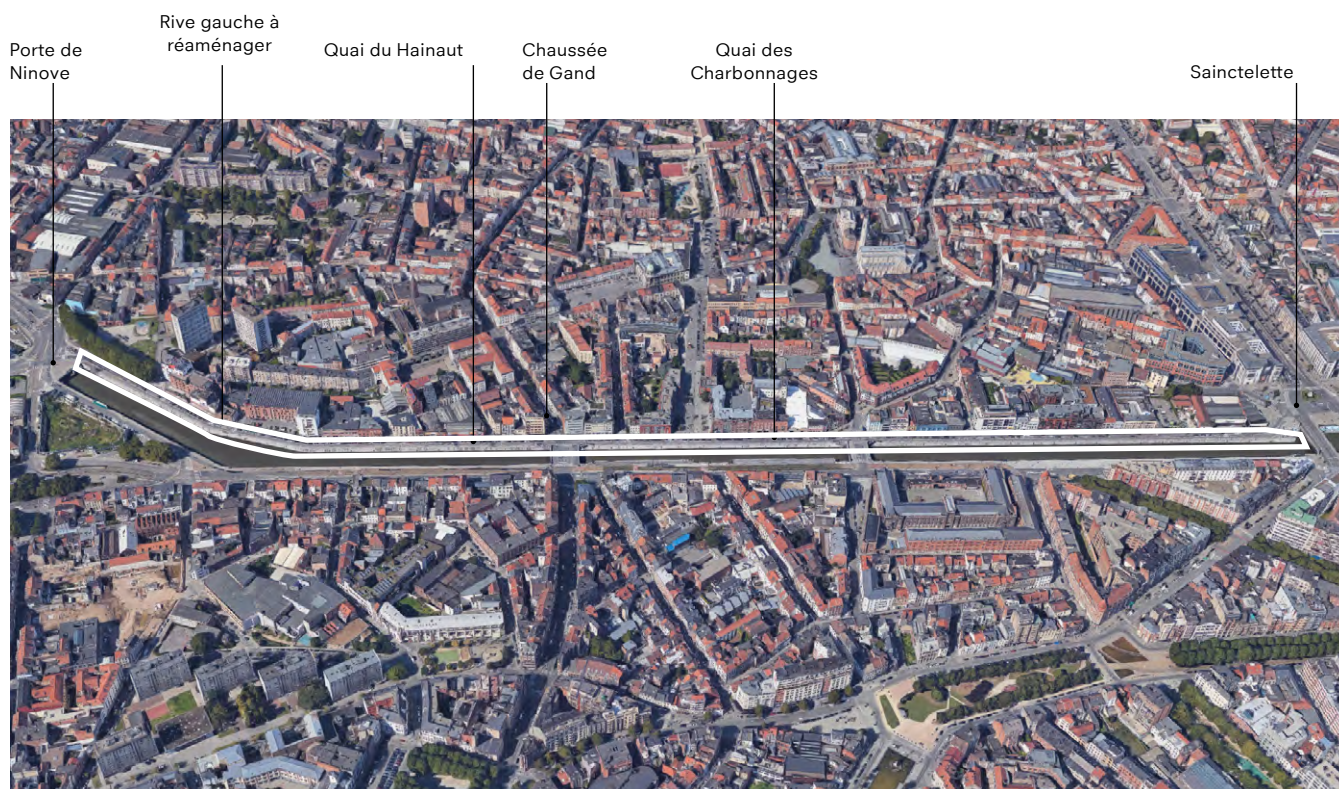 Porte de
Ninove
Rive gauche à
réaménager
Quai du Hainaut
Chaussée
de Gand
Quai des
Charbonnages
Sainctelette